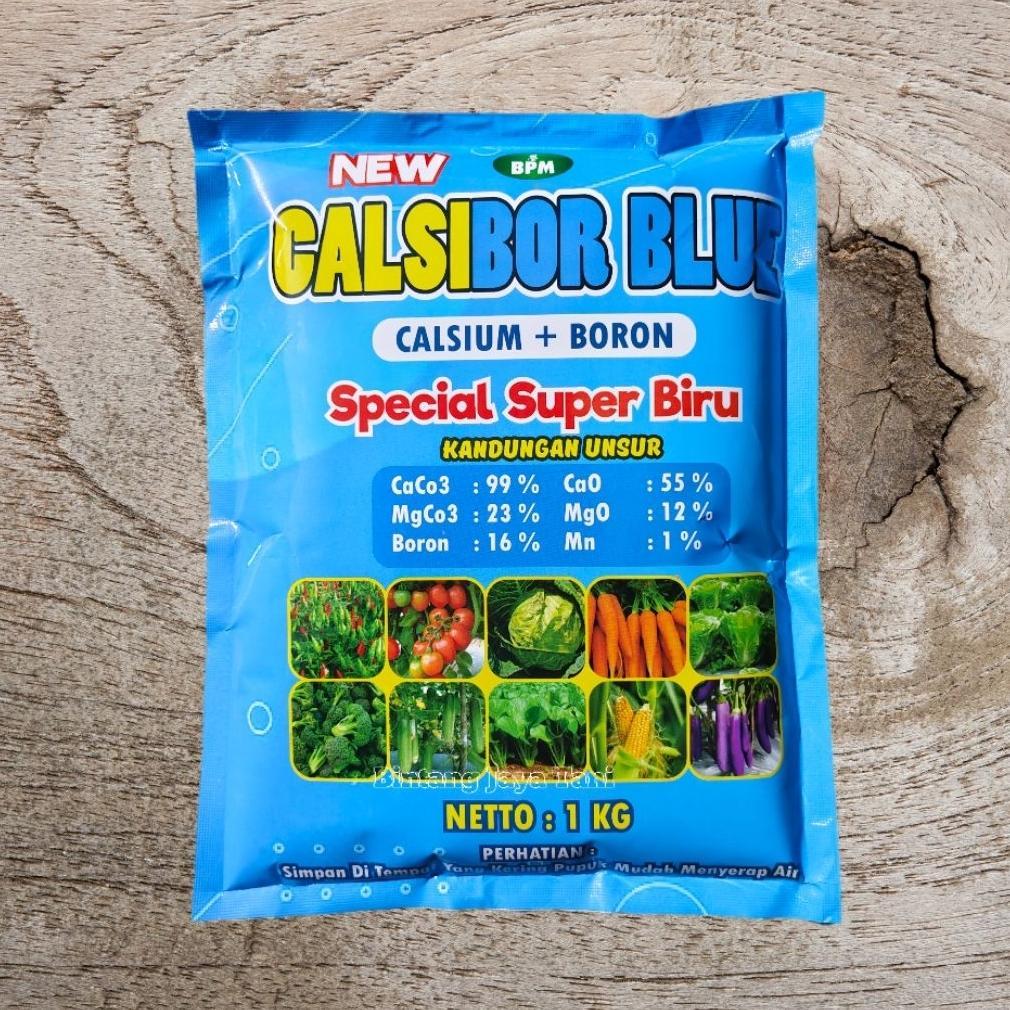 NEW
BPM
CALSIBOR BLUE
CALSIUM + BORON
Special Super Biru
KANDUNGAN UNSUR
CaCo3 : 99 % CaO : 55 %
MgCo3 : 23 % MgO : 12 %
Boron : 16 % Mn : 1 %
Bintang Jaya Tani
NETTO : 1 KG
PERHATIAN :
Simpan Di Tempat Yang Kering Pupuk Mudah Menyerap Air